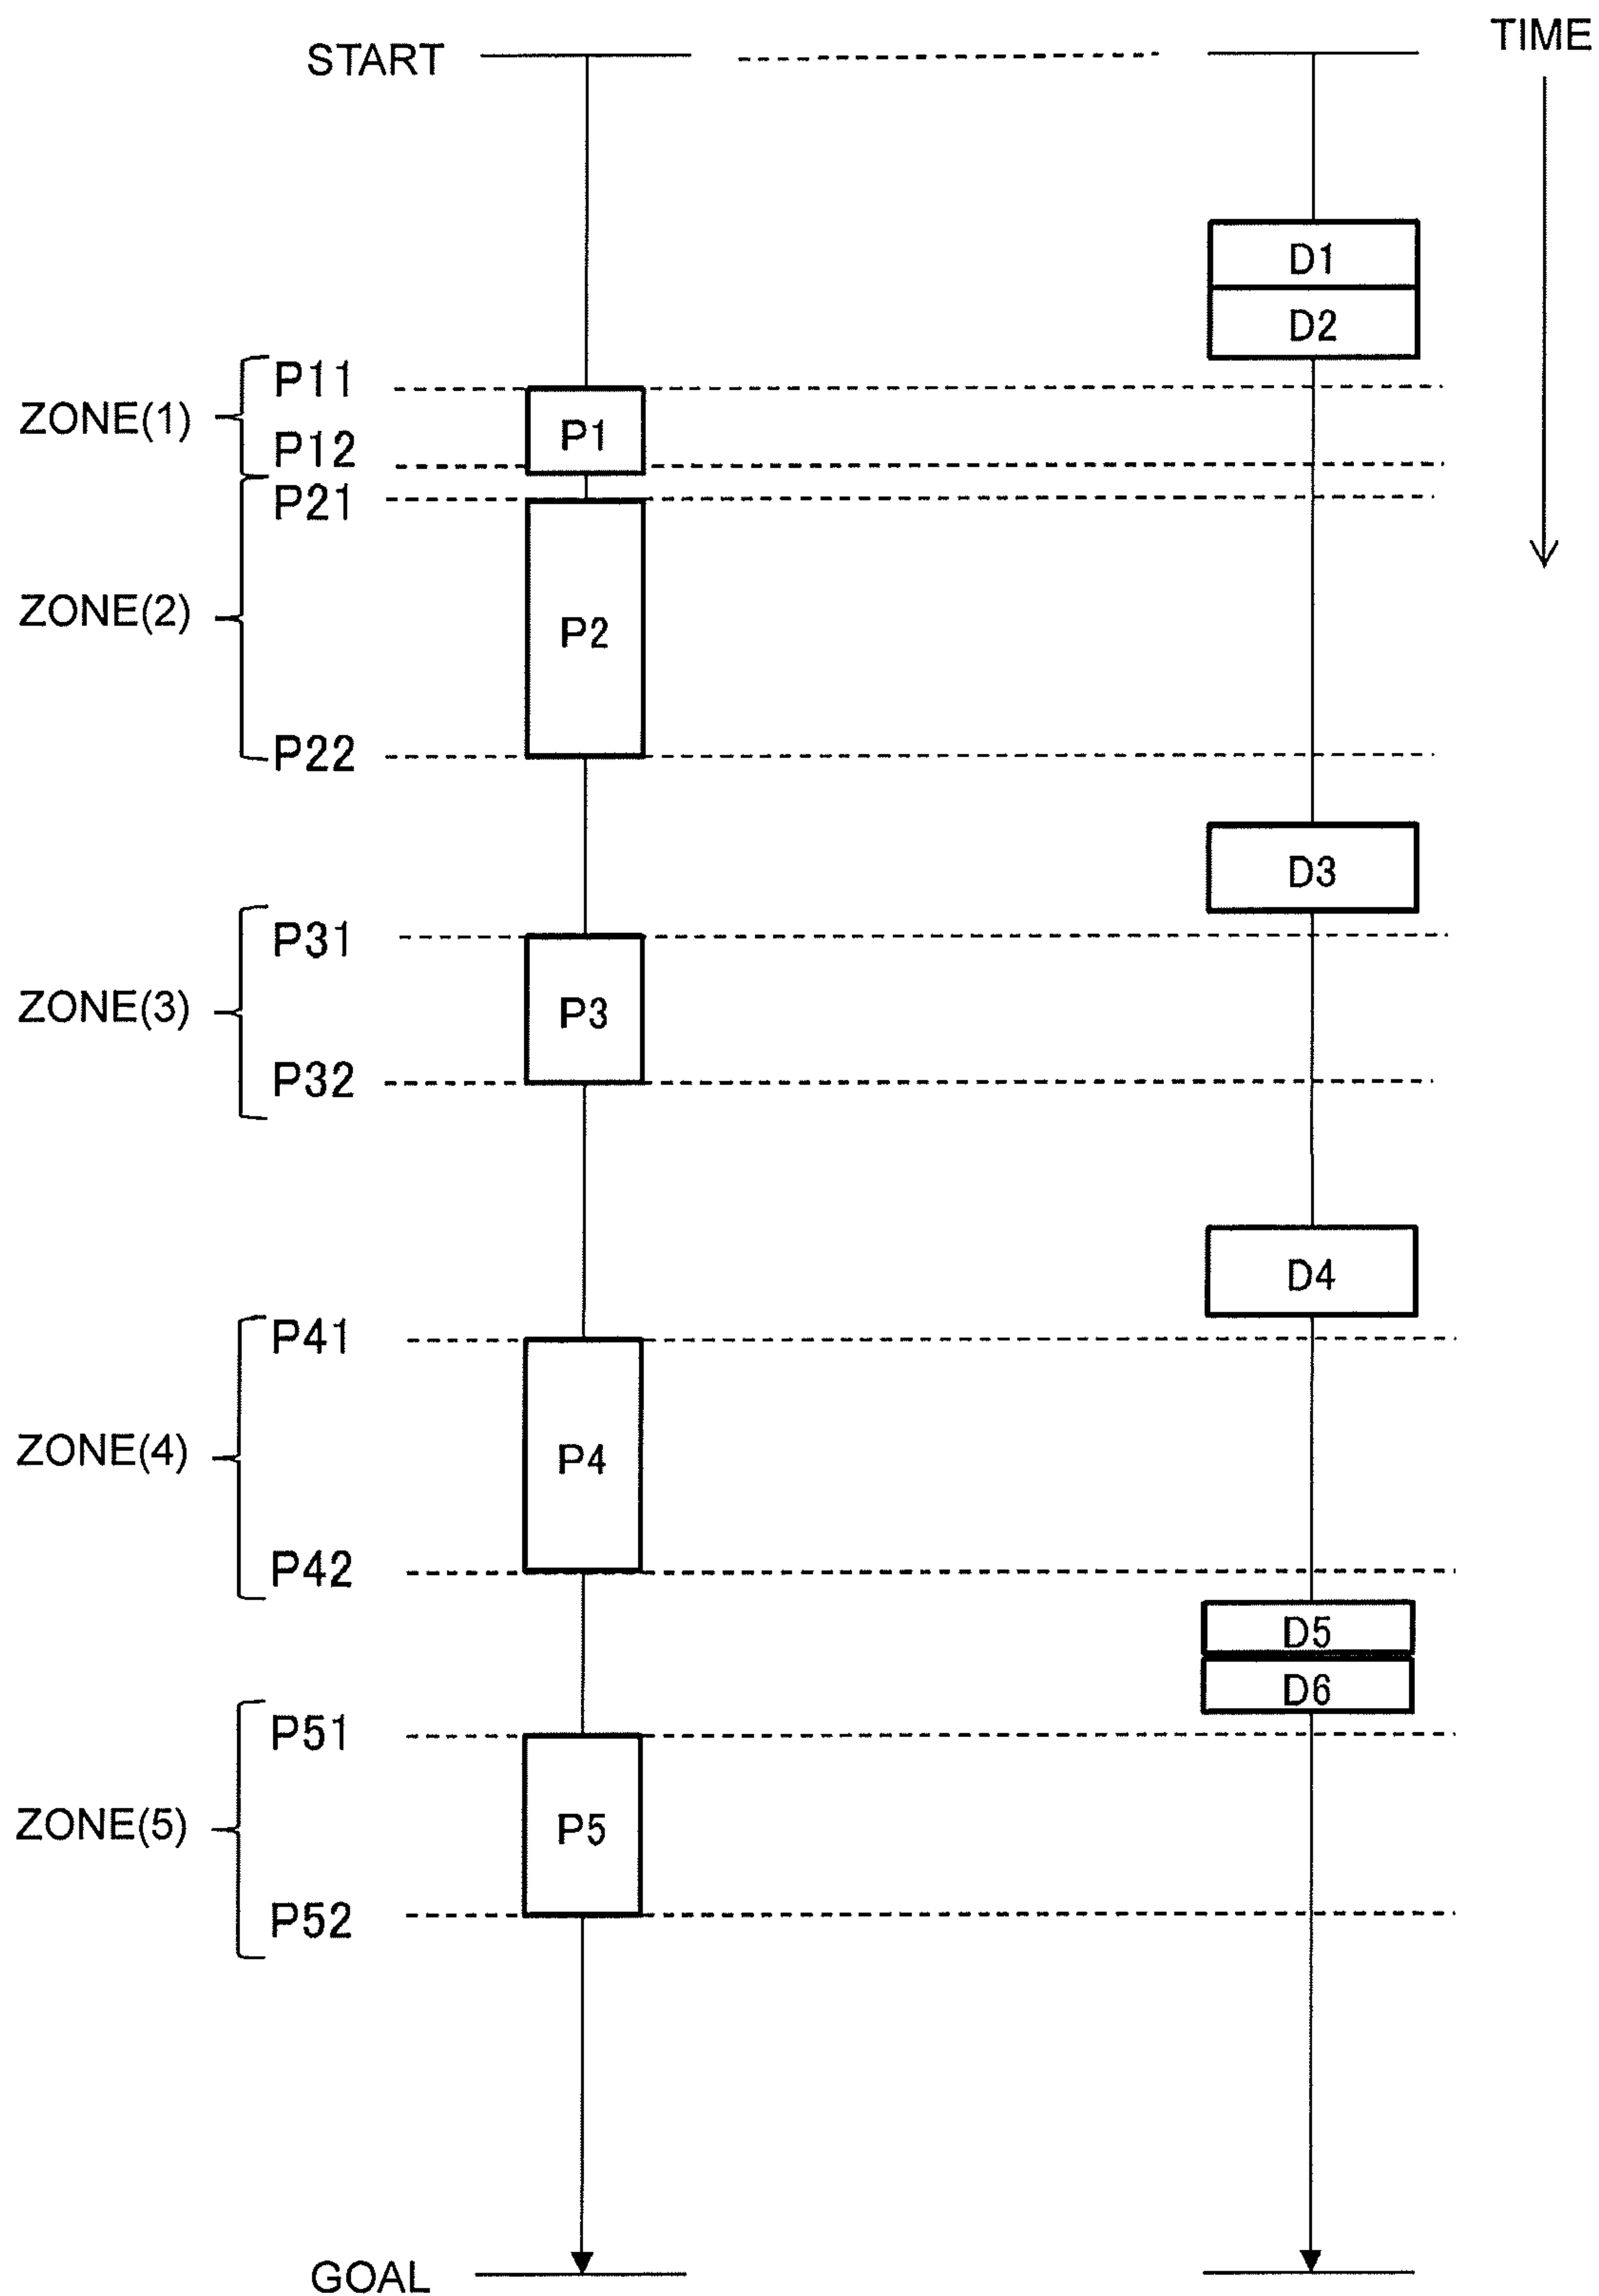 TIME
START
D1
D2
P11
ZONE(1)
P1
P12
P21
ZONE(2)
P2
P22
D3
P31
ZONE(3)
P3
P32
D4
P41
ZONE(4)
P4
P42
D5
D6
P51
ZONE(5)
P5
P52
GOAL